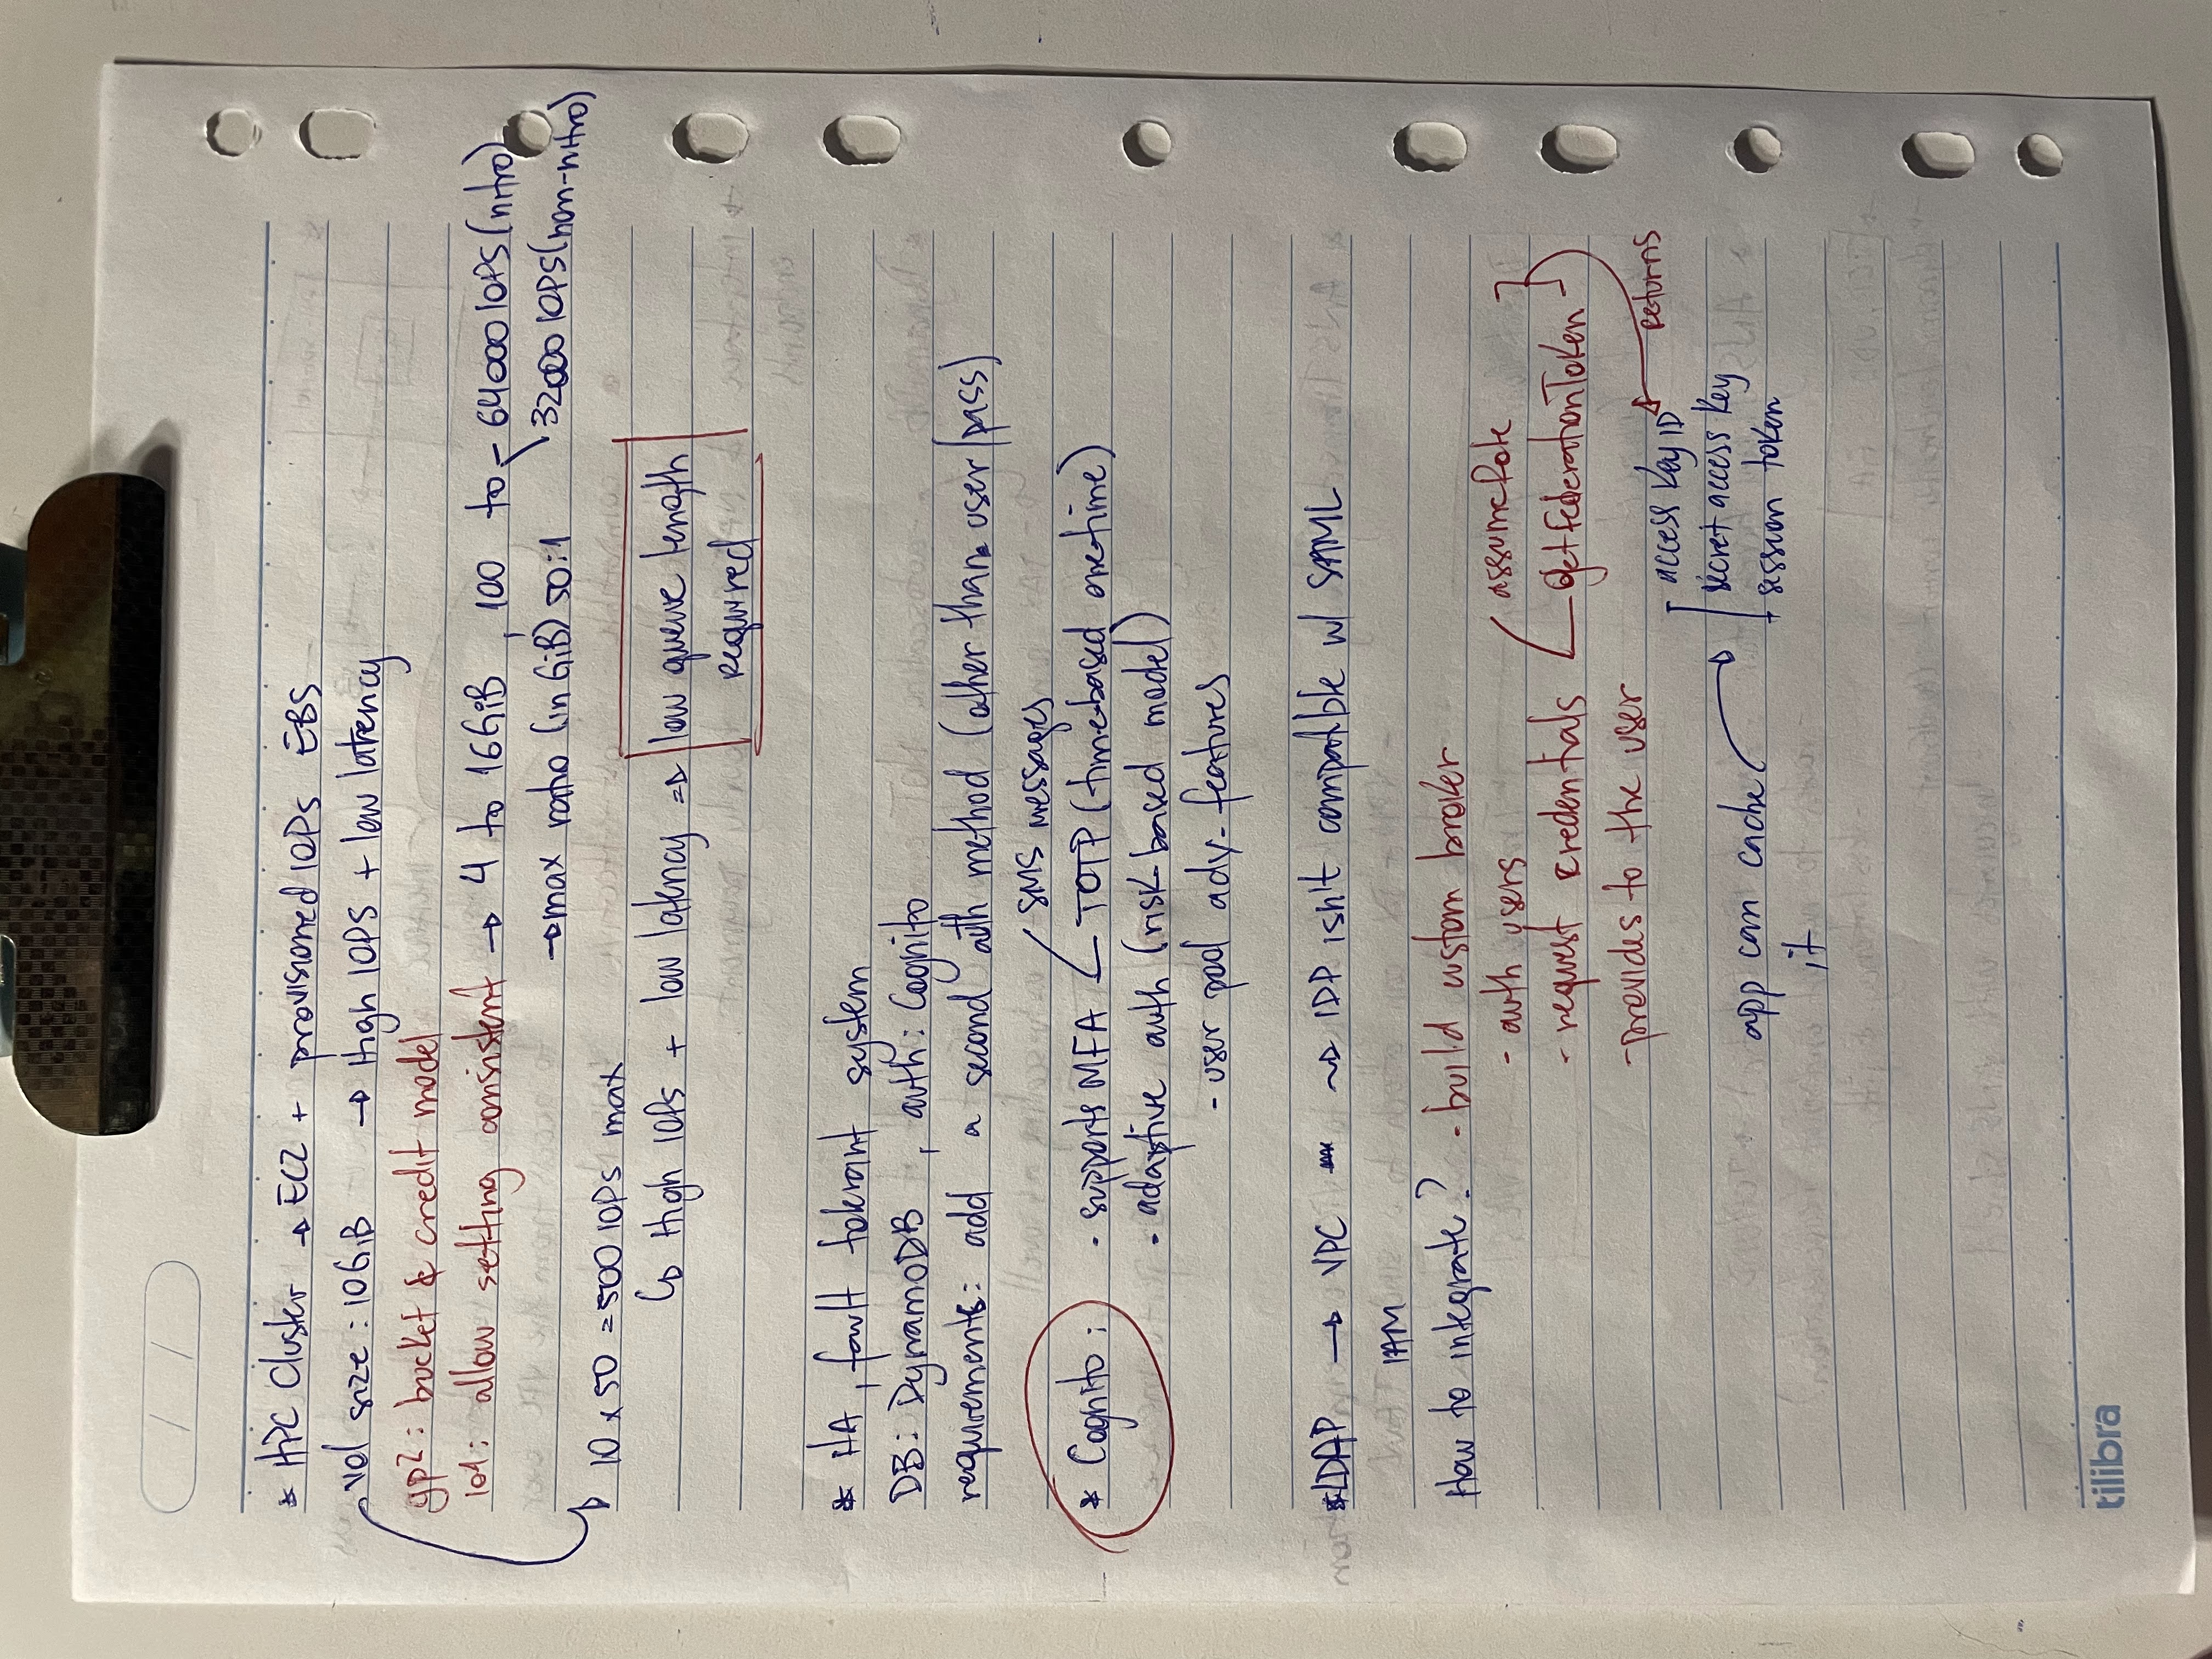 * HPC Cluster → EC2 + provisioned IOPs EBS
vol size: 10GiB → High IOPS + low latency
gp2: bucket & credit model
io1: allow setting consistent → 4 to 16GiB, 100 to - 64000 IOPS (nitro)
→ max ratio (in GiB) 50:1 32000 IOPS (non-nitro)
10 x 50 = 500 IOPs max
↳ High IOPs + low latency ⇒ low queue length
required
* HA, fault tolerant system
DB: DynamoDB, auth: Cognito
requirements: add a second auth method (other than user/pass)
SMS messages
* Cognito: · supports MFA - TOTP (time-based one-time)
· adaptive auth (risk-based model)
- user pool adv. features
* LDAP → VPC ~→ IDP isn't compatible w/ SAML
IAM
How to integrate? - build custom broker
- auth users assumeRole
- request credentials - getFederationToken
- provides to the user returns
access Key ID
secret access Key
app can cache session token
it
tilibra